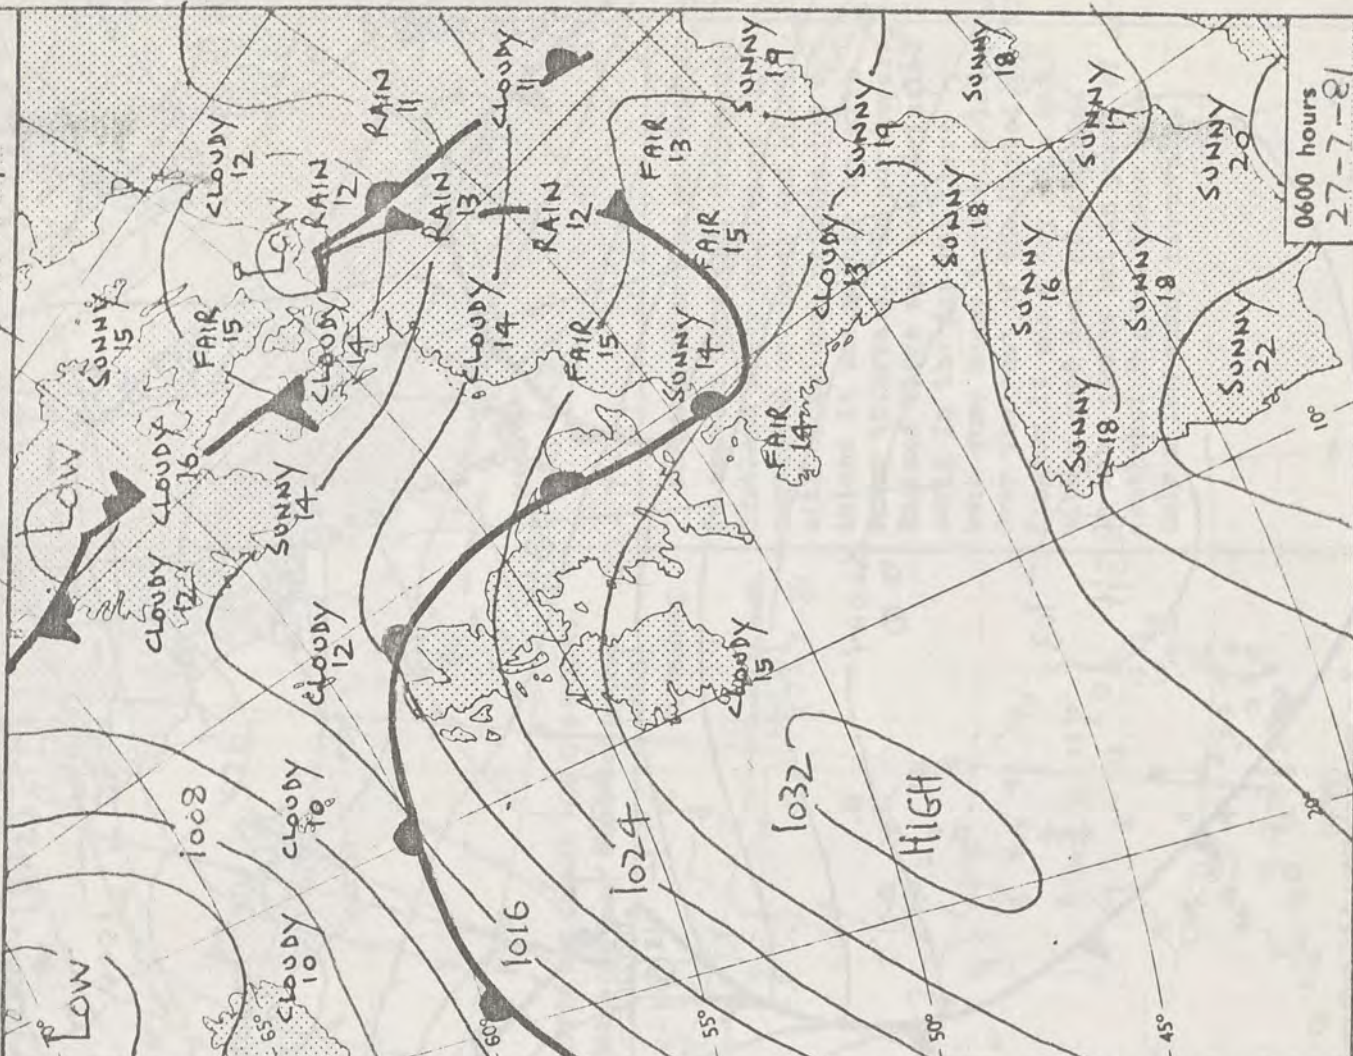 70°
LOW
LOW
SUNNY
15
CLOUDY
12
CLOUDY
16
FAIR
15
1008
CLOUDY
12
65°
CLOUDY
10
CLOUDY
10
SUNNY
14
LOW
RAIN
12
CLOUDY
12
CLOUDY
14
RAIN
11
RAIN
13
CLOUDY
14
CLOUDY
11
60°
1016
RAIN
12
FAIR
15
1024
FAIR
13
SUNNY
14
FAIR
15
55°
CLOUDY
15
SUNNY
19
FAIR
14
1032
CLOUDY
13
SUNNY
19
HIGH
50°
SUNNY
18
SUNNY
18
SUNNY
16
SUNNY
18
SUNNY
17
SUNNY
18
45°
SUNNY
20
SUNNY
22
20°
10°
0600 hours
27-7-81